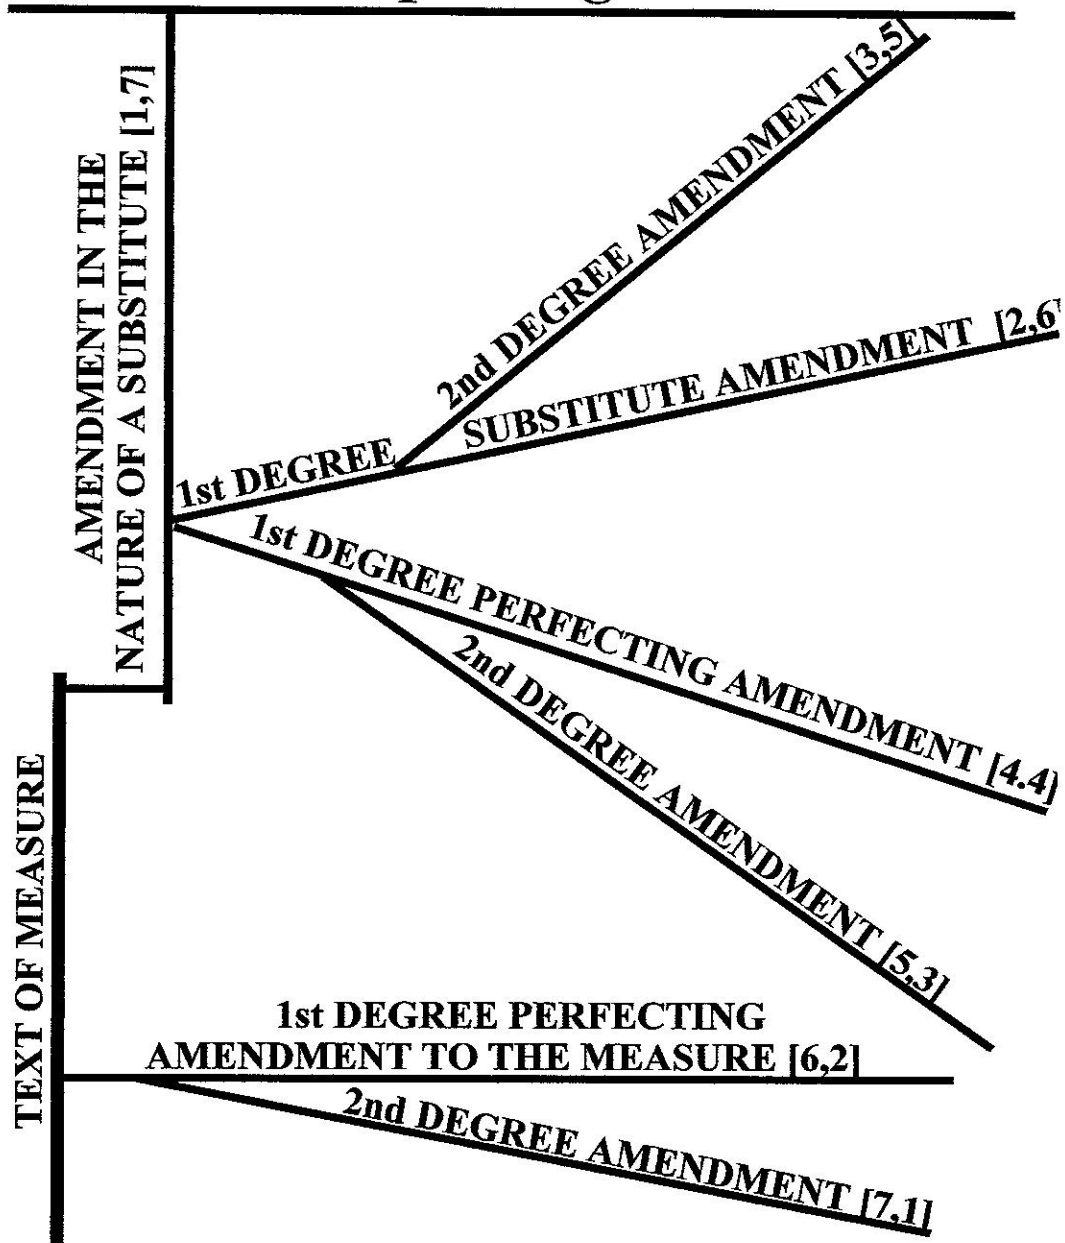 AMENDMENT IN THE
NATURE OF A SUBSTITUTE [1,7]
2nd DEGREE AMENDMENT [3,5]
1st DEGREE SUBSTITUTE AMENDMENT [2,6
1st DEGREE PERFECTING AMENDMENT [4.4]
2nd DEGREE AMENDMENT [5,3]
TEXT OF MEASURE
1st DEGREE PERFECTING
AMENDMENT TO THE MEASURE [6,2]
2nd DEGREE AMENDMENT [7,1]